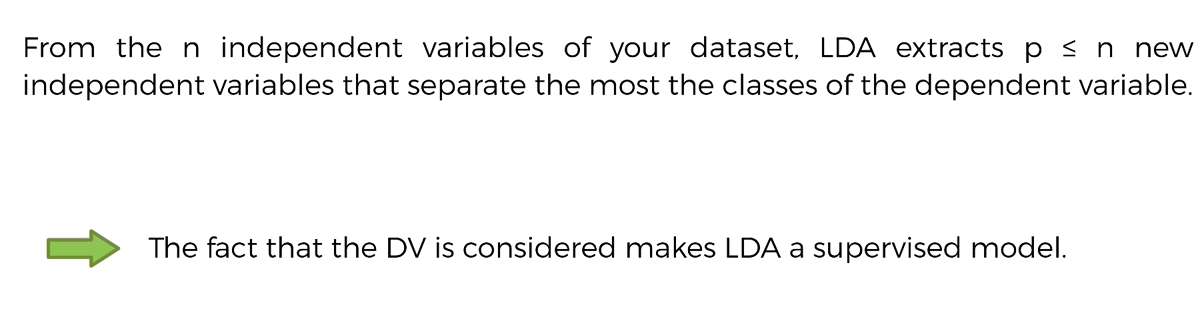 From the n independent variables of your dataset, LDA extracts p ≤ n new
independent variables that separate the most the classes of the dependent variable.
The fact that the DV is considered makes LDA a supervised model.